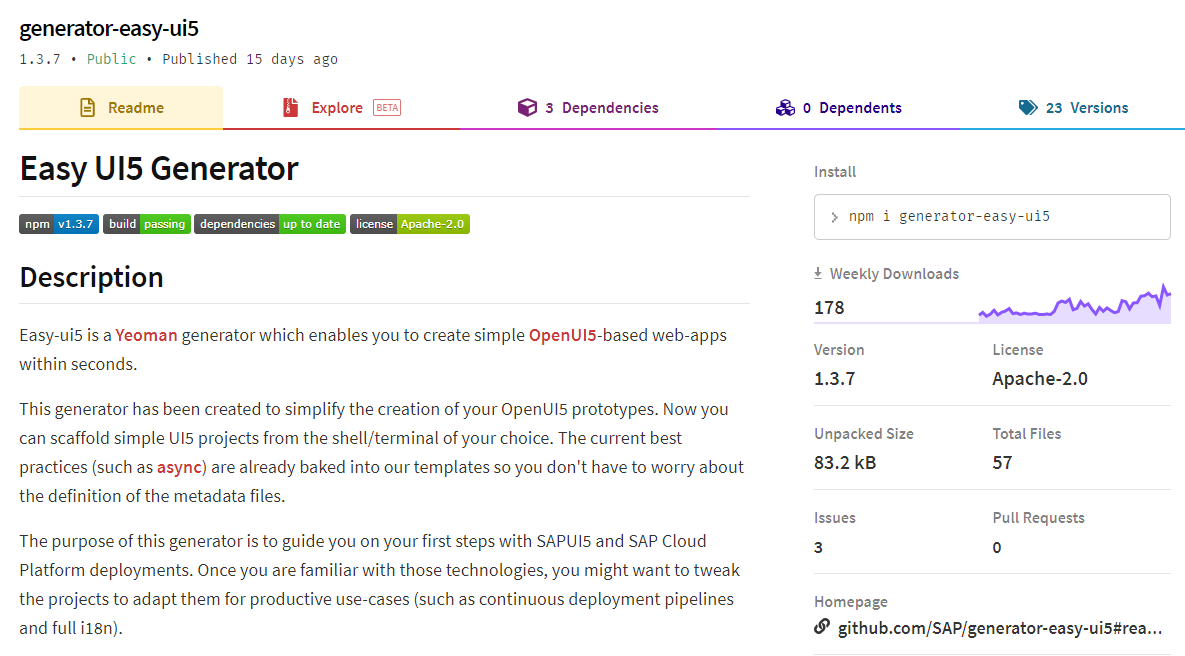 generator-easy-ui5
1.3.7 • Public • Published 15 days ago
Readme
Explore BETA
3 Dependencies
0 Dependents
23 Versions
Easy UI5 Generator
npm v1.3.7 build passing dependencies up to date license Apache-2.0
Description
Easy-ui5 is a Yeoman generator which enables you to create simple OpenUI5-based web-apps
within seconds.
This generator has been created to simplify the creation of your OpenUI5 prototypes. Now you
can scaffold simple UI5 projects from the shell/terminal of your choice. The current best
practices (such as async) are already baked into our templates so you don't have to worry about
the definition of the metadata files.
The purpose of this generator is to guide you on your first steps with SAPUI5 and SAP Cloud
Platform deployments. Once you are familiar with those technologies, you might want to tweak
the projects to adapt them for productive use-cases (such as continuous deployment pipelines
and full i18n).
Install
> npm i generator-easy-ui5
Weekly Downloads
178
Version
1.3.7
License
Apache-2.0
Unpacked Size
83.2 kB
Total Files
57
Issues
3
Pull Requests
0
Homepage
github.com/SAP/generator-easy-ui5#rea...